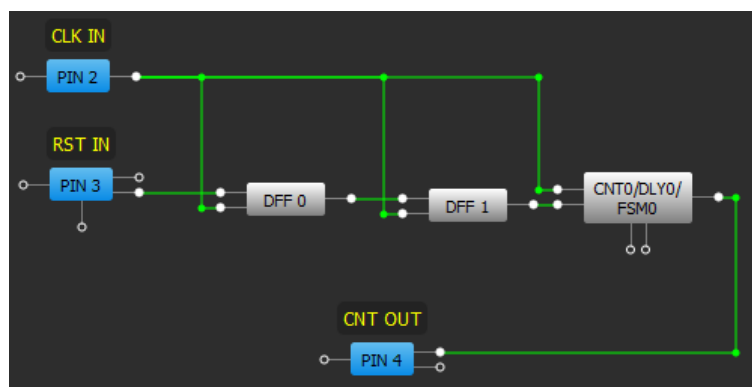 CLK IN
PIN 2
RST IN
PIN 3
DFF 0
DFF 1
CNT0/DLY0/
FSM0
CNT OUT
PIN 4